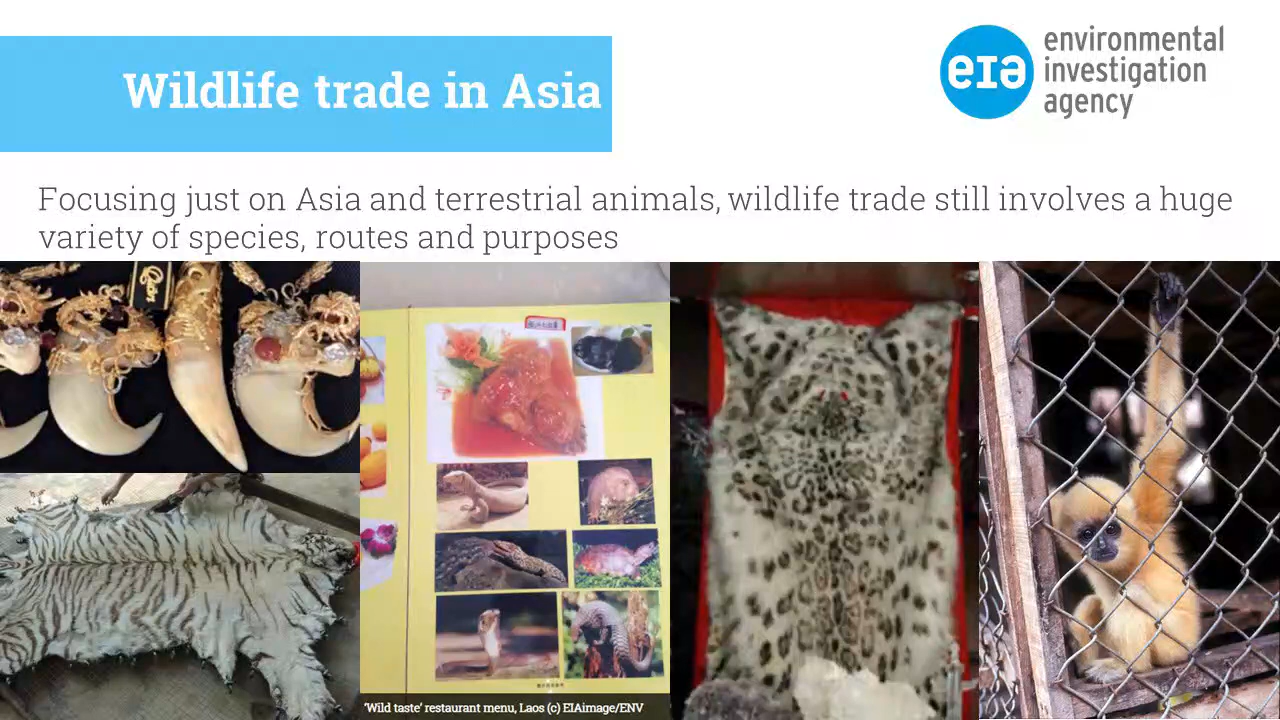 Wildlife trade in Asia
eia
environmental
investigation
agency
Focusing just on Asia and terrestrial animals, wildlife trade still involves a huge
variety of species, routes and purposes
'Wild taste' restaurant menu, Laos (c) EIAimage/ENV